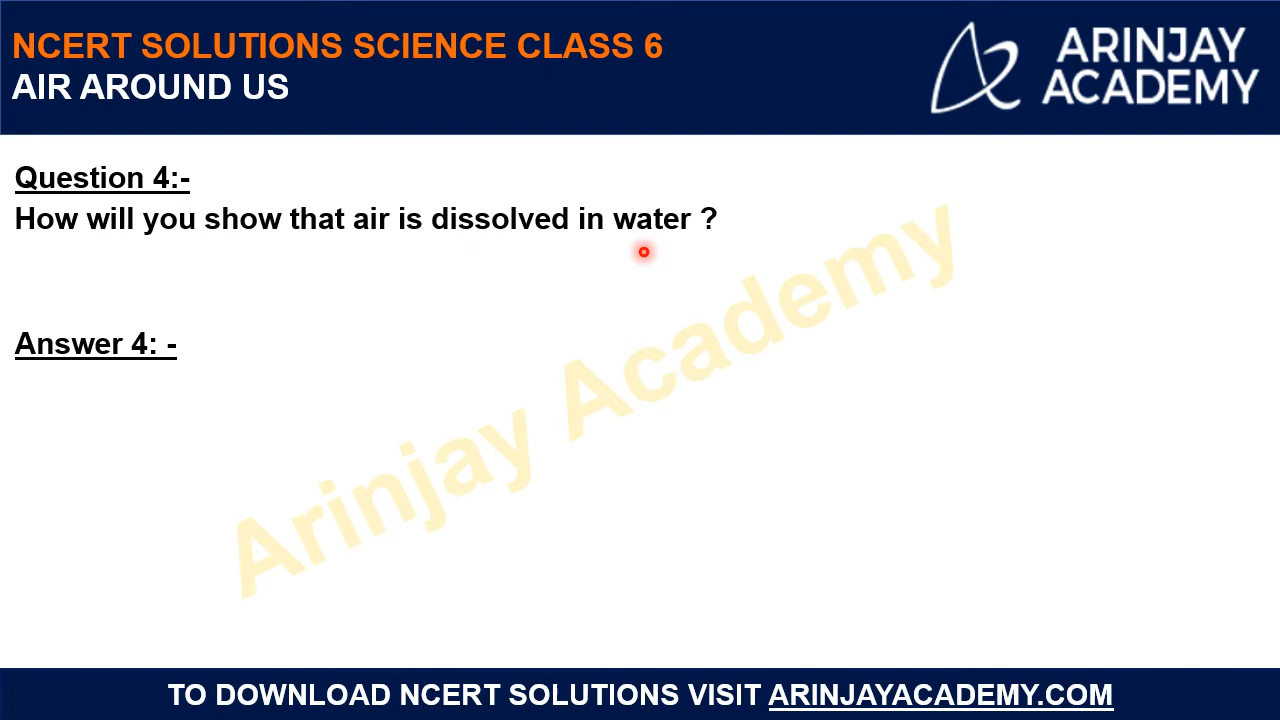 NCERT SOLUTIONS SCIENCE CLASS 6
AIR AROUND US
ARINJAY
ACADEMY
Question 4:-
How will you show that air is dissolved in water ?
Answer 4: -
Arinjay Academy
TO DOWNLOAD NCERT SOLUTIONS VISIT ARINJAYACADEMY.COM